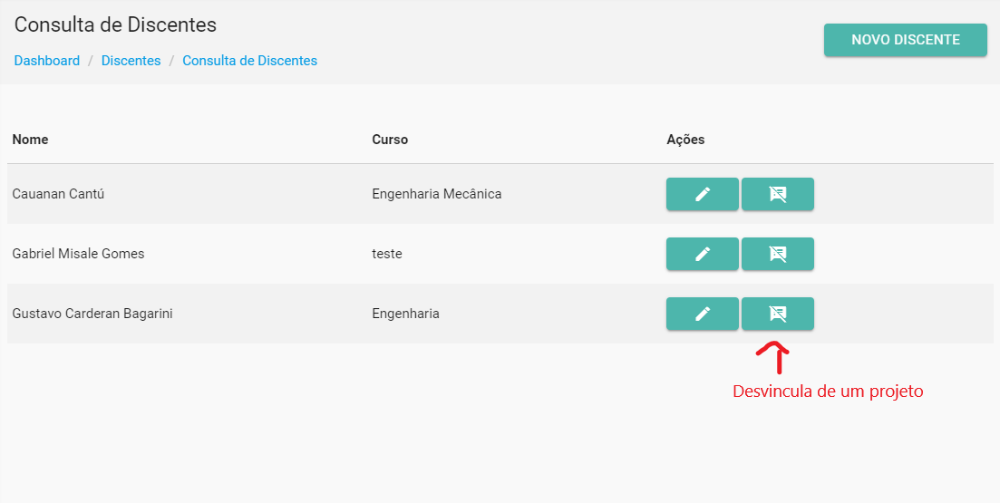 Consulta de Discentes
NOVO DISCENTE
Dashboard / Discentes / Consulta de Discentes
Nome Curso Ações
Cauanan Cantú Engenharia Mecânica
Gabriel Misale Gomes teste
Gustavo Carderan Bagarini Engenharia
Desvincula de um projeto